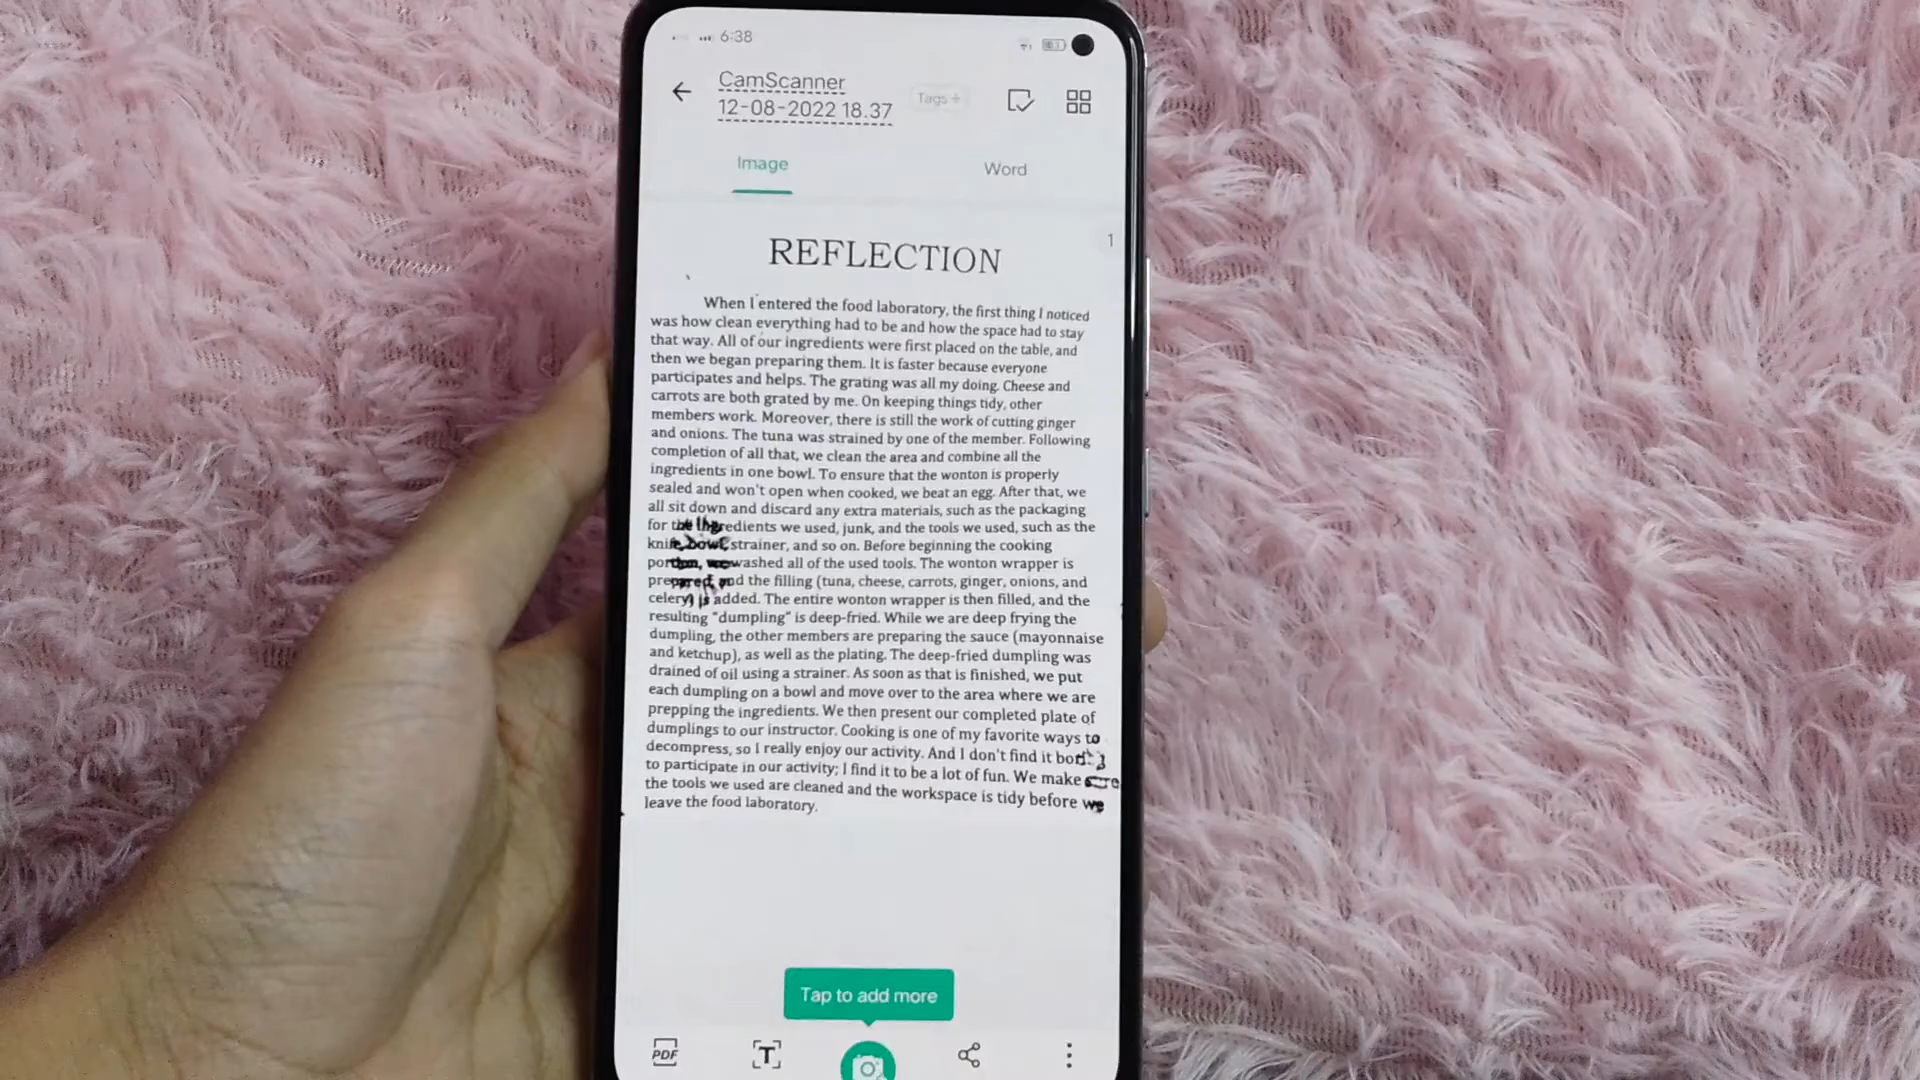 6:38
CamScanner
12-08-2022 18.37
Tags +
Image
Word
1
REFLECTION
When I entered the food laboratory, the first thing I noticed
was how clean everything had to be and how the space had to stay
that way. All of our ingredients were first placed on the table, and
then we began preparing them. It is faster because everyone
participates and helps. The grating was all my doing. Cheese and
carrots are both grated by me. On keeping things tidy, other
members work. Moreover, there is still the work of cutting ginger
and onions. The tuna was strained by one of the member. Following
completion of all that, we clean the area and combine all the
ingredients in one bowl. To ensure that the wonton is properly
sealed and won't open when cooked, we beat an egg. After that, we
all sit down and discard any extra materials, such as the packaging
for the ingredients we used, junk, and the tools we used, such as the
knife, bowl, strainer, and so on. Before beginning the cooking
portion, we washed all of the used tools. The wonton wrapper is
prepared, and the filling (tuna, cheese, carrots, ginger, onions, and
celery) is added. The entire wonton wrapper is then filled, and the
resulting "dumpling" is deep-fried. While we are deep frying the
dumpling, the other members are preparing the sauce (mayonnaise
and ketchup), as well as the plating. The deep-fried dumpling was
drained of oil using a strainer. As soon as that is finished, we put
each dumpling on a bowl and move over to the area where we are
prepping the ingredients. We then present our completed plate of
dumplings to our instructor. Cooking is one of my favorite ways to
decompress, so I really enjoy our activity. And I don't find it
to participate in our activity; I find it to be a lot of fun. We make
the tools we used are cleaned and the workspace is tidy before we
leave the food laboratory.
Tap to add more
PDF
T